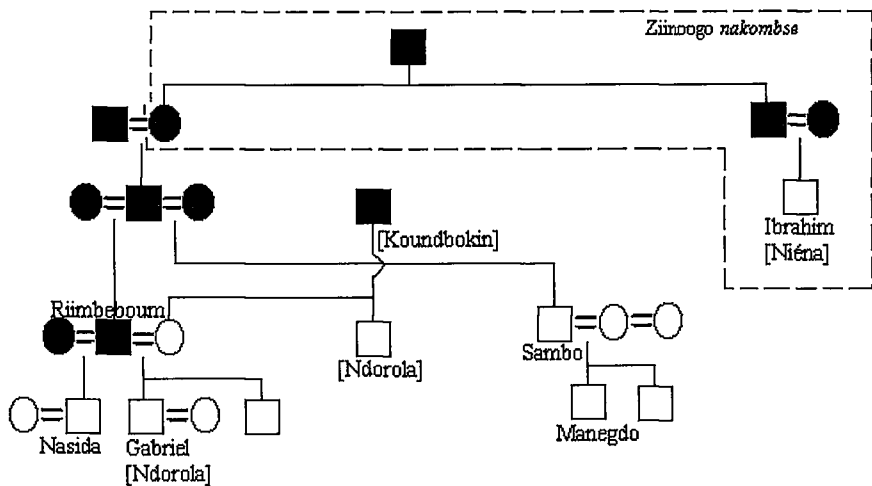 Ziinoogo nakombse
[Koundbokin]
Ibrahim
[Niéna]
Riimbeboum
[Ndorola]
Sambo
Nasida
Gabriel
[Ndorola]
Manegdo